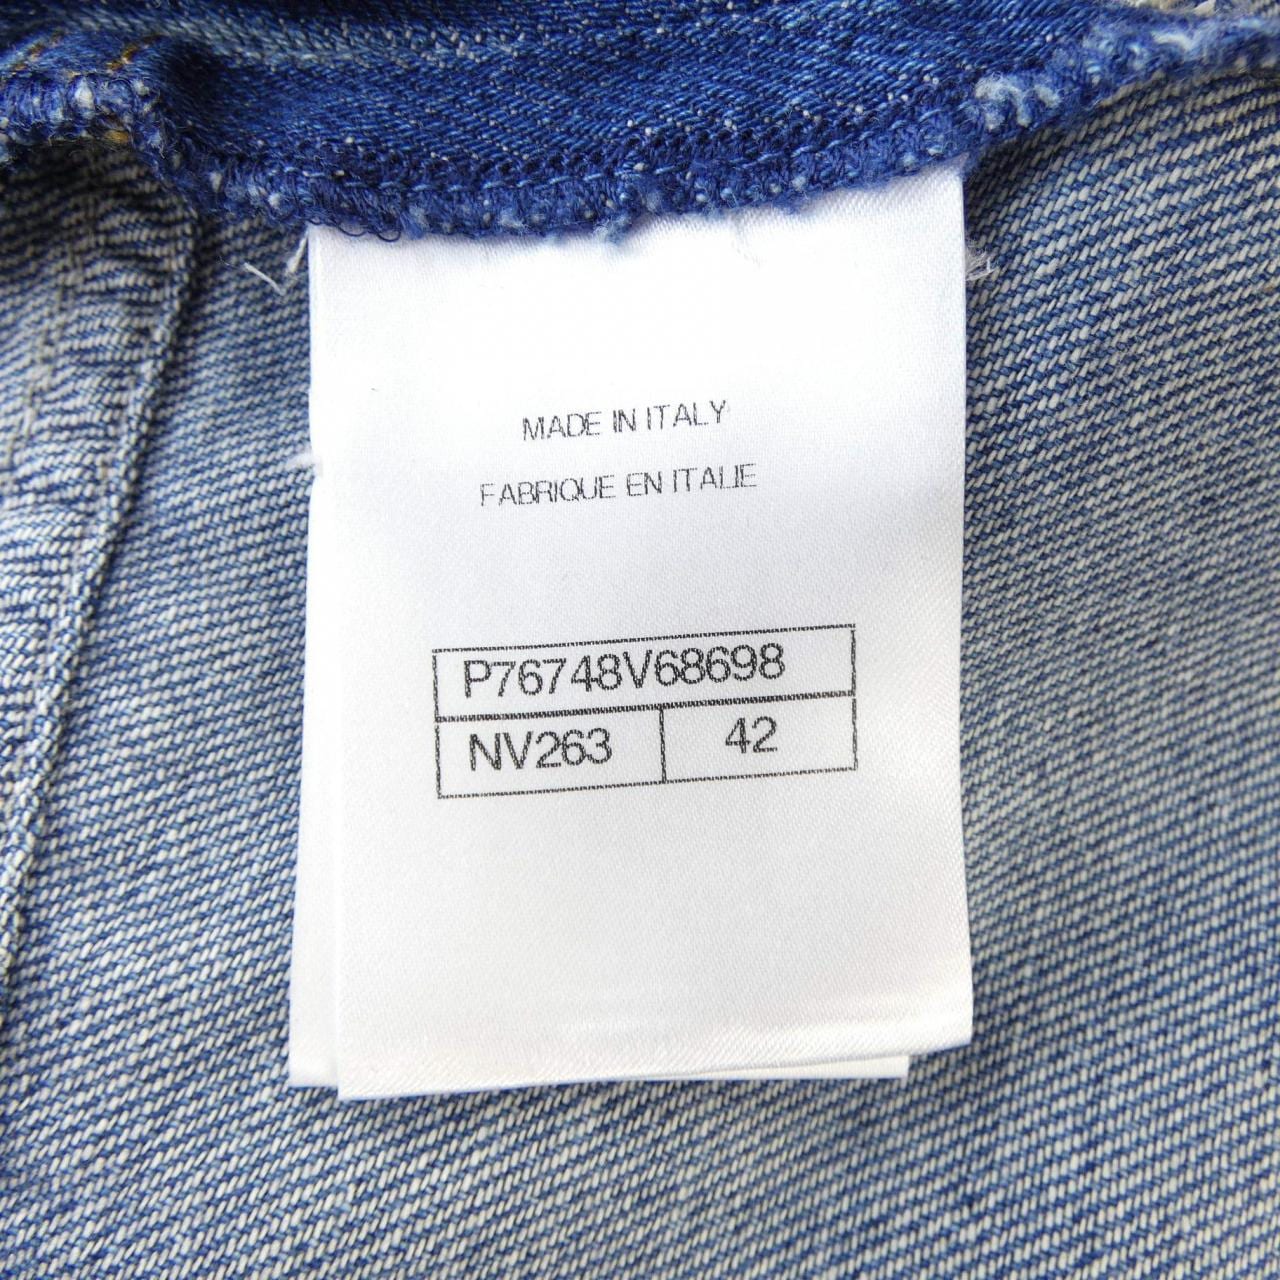 MADE IN ITALY
FABRIQUE EN ITALIE
P76748V68698
NV263 42